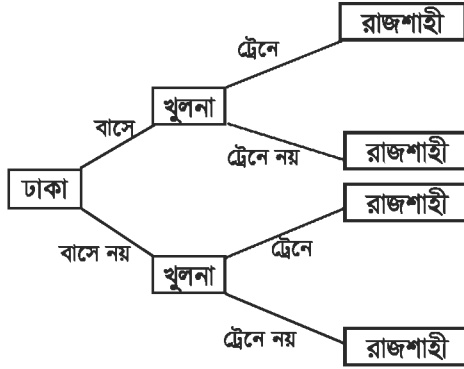 রাজশাহী
ট্রেনে
খুলনা
বাসে
ট্রেনে নয়
রাজশাহী
ঢাকা
রাজশাহী
বাসে নয়
ট্রেনে
খুলনা
ট্রেনে নয়
রাজশাহী